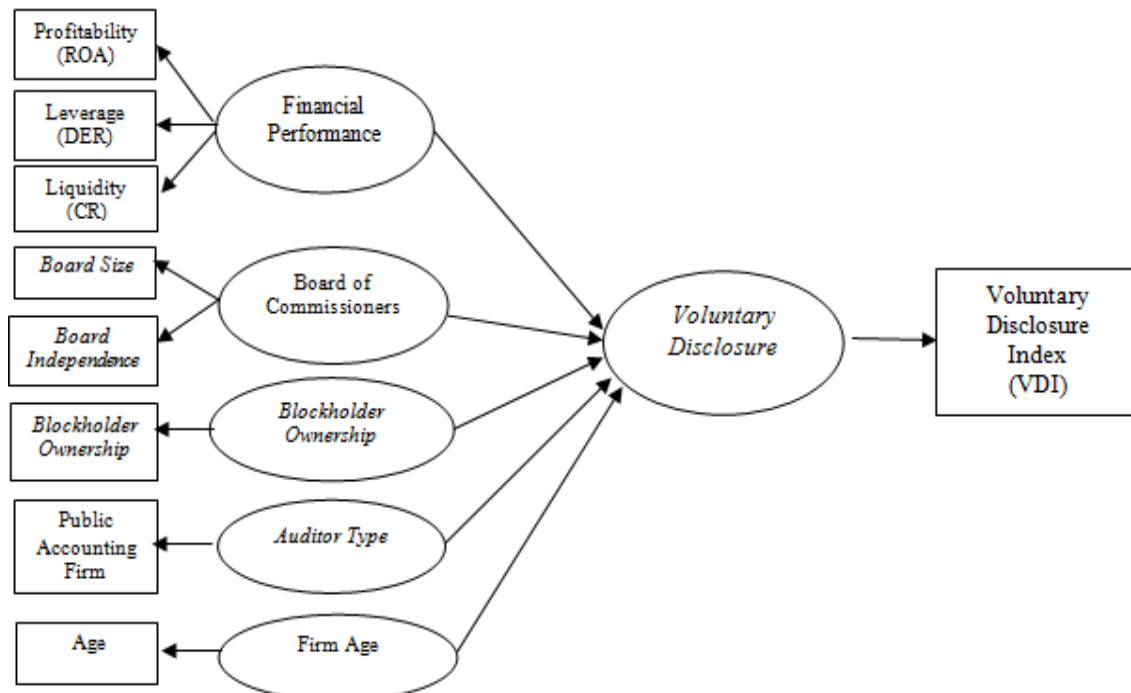 Profitability
(ROA)
Leverage
(DER)
Liquidity
(CR)
Board Size
Board
Independence
Blockholder
Ownership
Public
Accounting
Firm
Age
Financial
Performance
Board of
Commissioners
Blockholder
Ownership
Auditor Type
Firm Age
Voluntary
Disclosure
Voluntary
Disclosure
Index
(VDI)